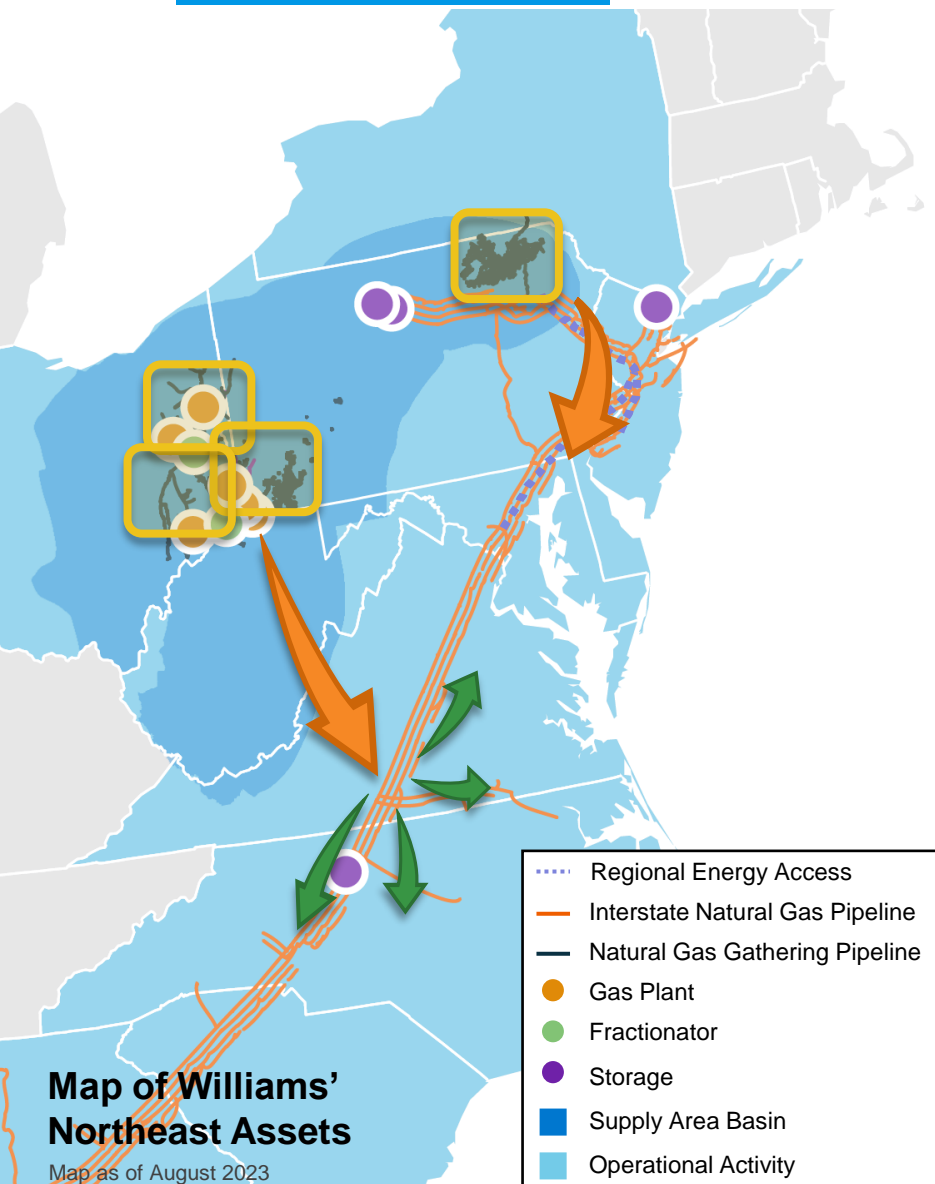 Regional Energy Access
Interstate Natural Gas Pipeline
Natural Gas Gathering Pipeline
Gas Plant
Fractionator
Storage
Supply Area Basin
Operational Activity
Map of Williams’
Northeast Assets
Map as of August 2023